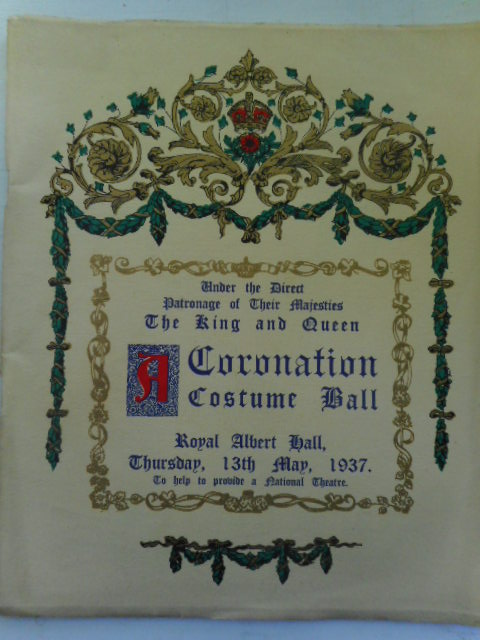 Under the Direct
Patronage of Their Majesties
The King and Queen
A Coronation
Costume Ball
Royal Albert Hall,
Thursday, 13th May, 1937.
To help to provide a National Theatre.